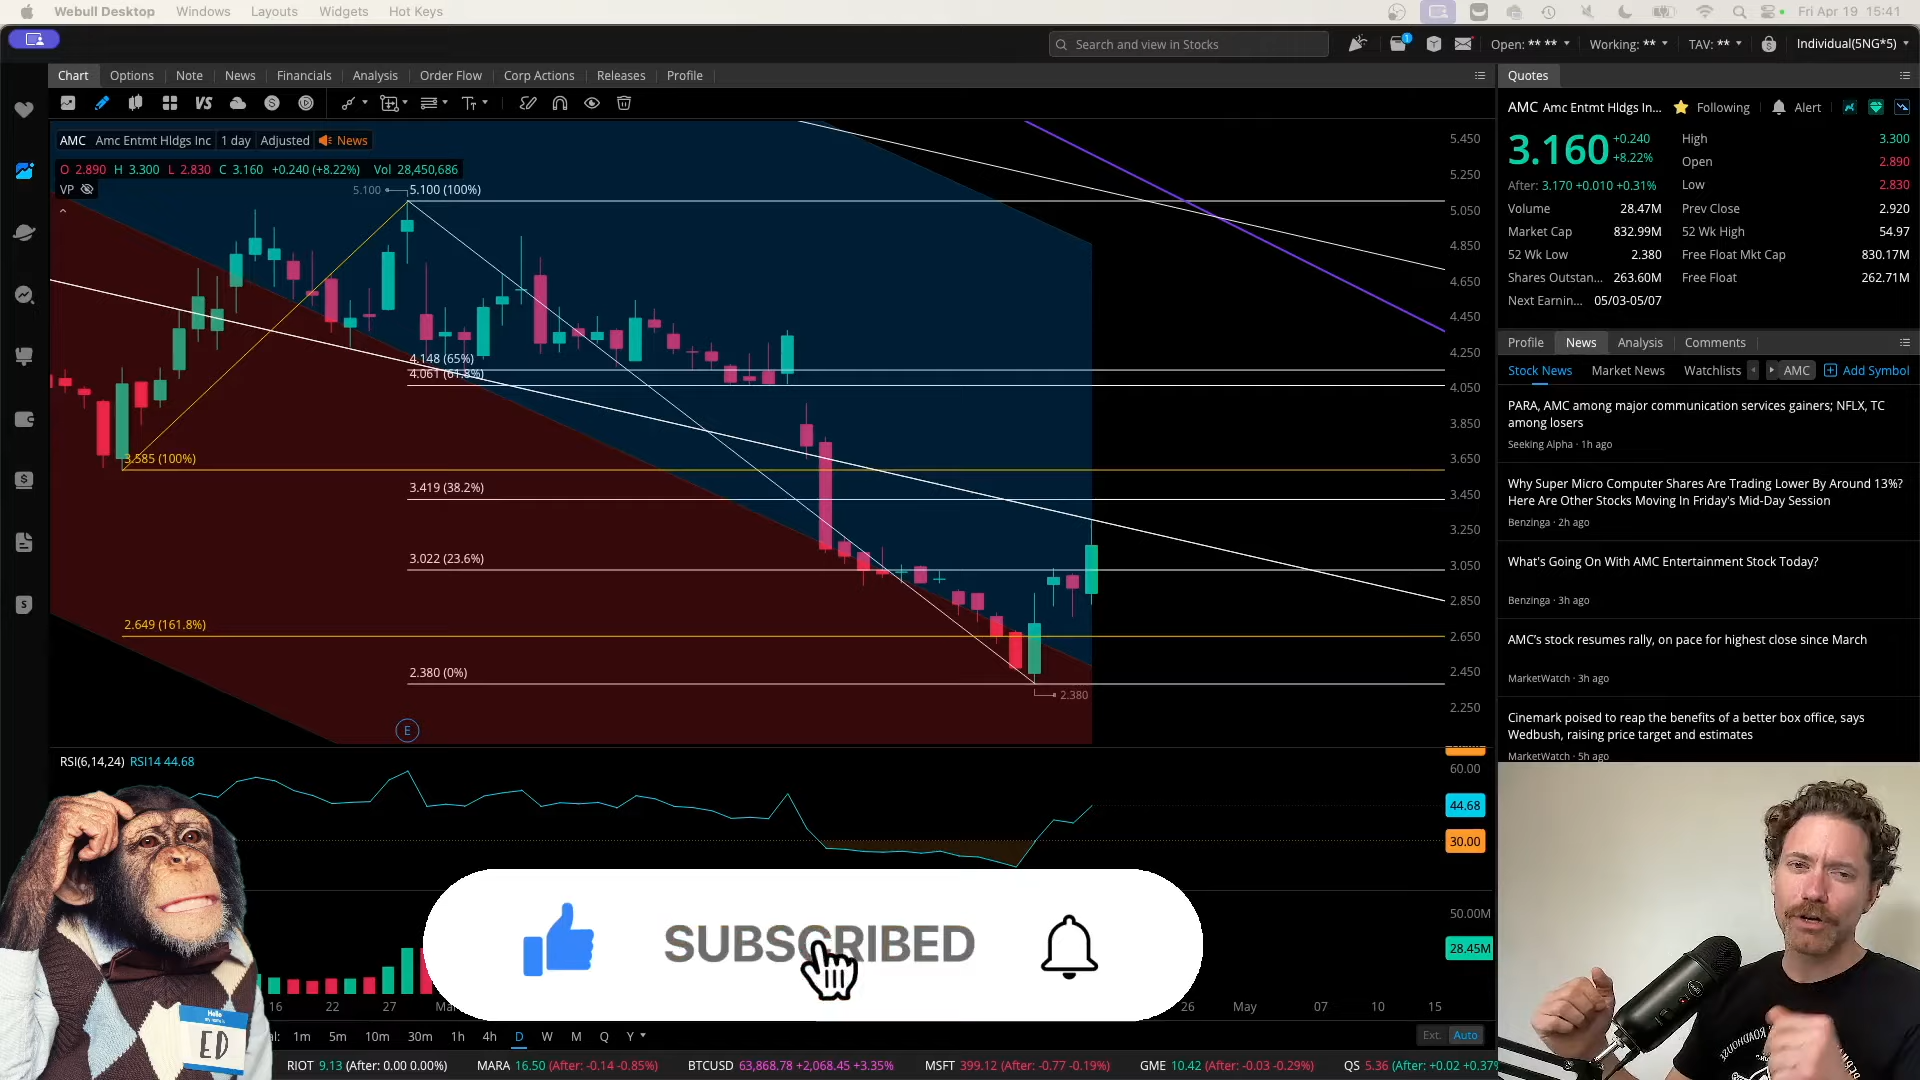 Webull Desktop Windows Layouts Widgets Hot Keys Fri Apr 19 15:41
Search and view in Stocks 1 Open: ** ** Working: ** TAV: ** Individual(5NG*5)
Chart Options Note News Financials Analysis Order Flow Corp Actions Releases Profile
VS
AMC Amc Entmt Hldgs Inc 1 day Adjusted News
O 2.890 H 3.300 L 2.830 C 3.160 +0.240 (+8.22%) Vol 28,450,686
VP
5.100 5.100 (100%)
4.148 (65%)
4.061 (61.8%)
3.585 (100%)
3.419 (38.2%)
3.022 (23.6%)
2.649 (161.8%)
2.380 (0%)
2.380
E
5.450
5.250
5.050
4.850
4.650
4.450
4.250
4.050
3.850
3.650
3.450
3.250
3.050
2.850
2.650
2.450
2.250
RSI(6,14,24) RSI14 44.68
60.00
44.68
30.00
50.00M
28.45M
SUBSCRIBED
Hello
ED
16 22 27 26 May 07 10 15
1m 5m 10m 30m 1h 4h D W M Q Y Ext. Auto
RIOT 9.13 (After: 0.00 0.00%) MARA 16.50 (After: -0.14 -0.85%) BTCUSD 63,868.78 +2,068.45 +3.35% MSFT 399.12 (After: -0.77 -0.19%) GME 10.42 (After: -0.03 -0.29%) QS 5.36 (After: +0.02 +0.37%
Quotes
AMC Amc Entmt Hldgs In... Following Alert
3.160 +0.240
+8.22%
After: 3.170 +0.010 +0.31%
High 3.300
Open 2.890
Low 2.830
Volume 28.47M Prev Close 2.920
Market Cap 832.99M 52 Wk High 54.97
52 Wk Low 2.380 Free Float Mkt Cap 830.17M
Shares Outstan... 263.60M Free Float 262.71M
Next Earnin... 05/03-05/07
Profile News Analysis Comments
Stock News Market News Watchlists AMC Add Symbol
PARA, AMC among major communication services gainers; NFLX, TC
among losers
Seeking Alpha · 1h ago
Why Super Micro Computer Shares Are Trading Lower By Around 13%?
Here Are Other Stocks Moving In Friday's Mid-Day Session
Benzinga · 2h ago
What's Going On With AMC Entertainment Stock Today?
Benzinga · 3h ago
AMC's stock resumes rally, on pace for highest close since March
MarketWatch · 3h ago
Cinemark poised to reap the benefits of a better box office, says
Wedbush, raising price target and estimates
MarketWatch · 5h ago